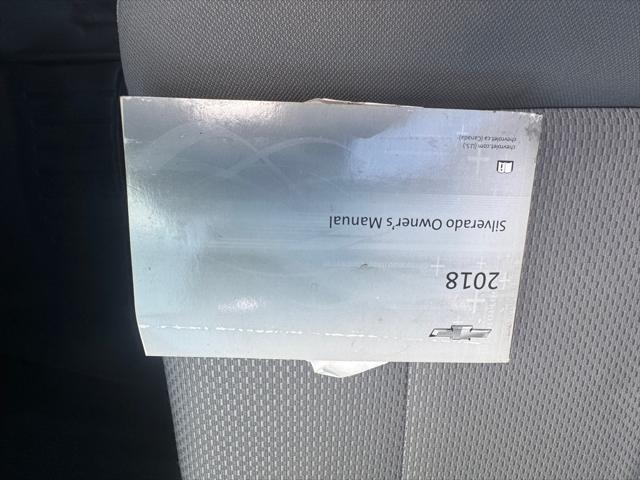 2018
Silverado Owner's Manual
chevrolet.com (U.S.)
chevrolet.ca (Canada)